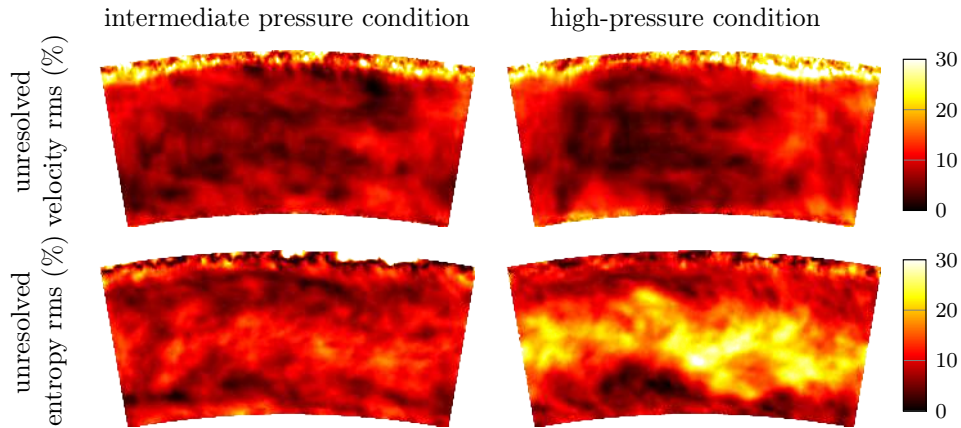 intermediate pressure condition
high-pressure condition
unresolved
velocity rms (%)
30
20
10
0
unresolved
entropy rms (%)
30
20
10
0